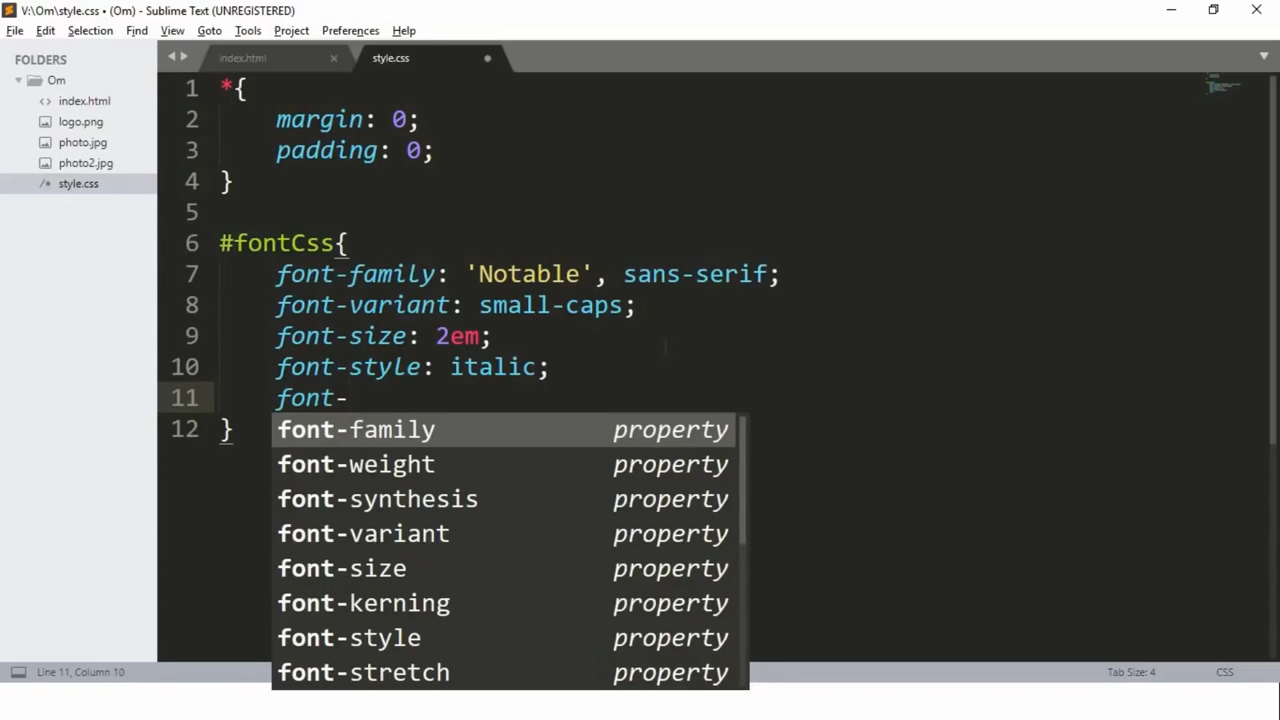 V:\Om\style.css • (Om) - Sublime Text (UNREGISTERED)
File Edit Selection Find View Goto Tools Project Preferences Help
FOLDERS
Om
index.html
logo.png
photo.jpg
photo2.jpg
style.css
index.html
style.css
1 *{
2 margin: 0;
3 padding: 0;
4 }
5
6 #fontCss{
7 font-family: 'Notable', sans-serif;
8 font-variant: small-caps;
9 font-size: 2em;
10 font-style: italic;
11 font-
12 }
font-family property
font-weight property
font-synthesis property
font-variant property
font-size property
font-kerning property
font-style property
font-stretch property
Line 11, Column 10
Tab Size: 4
CSS